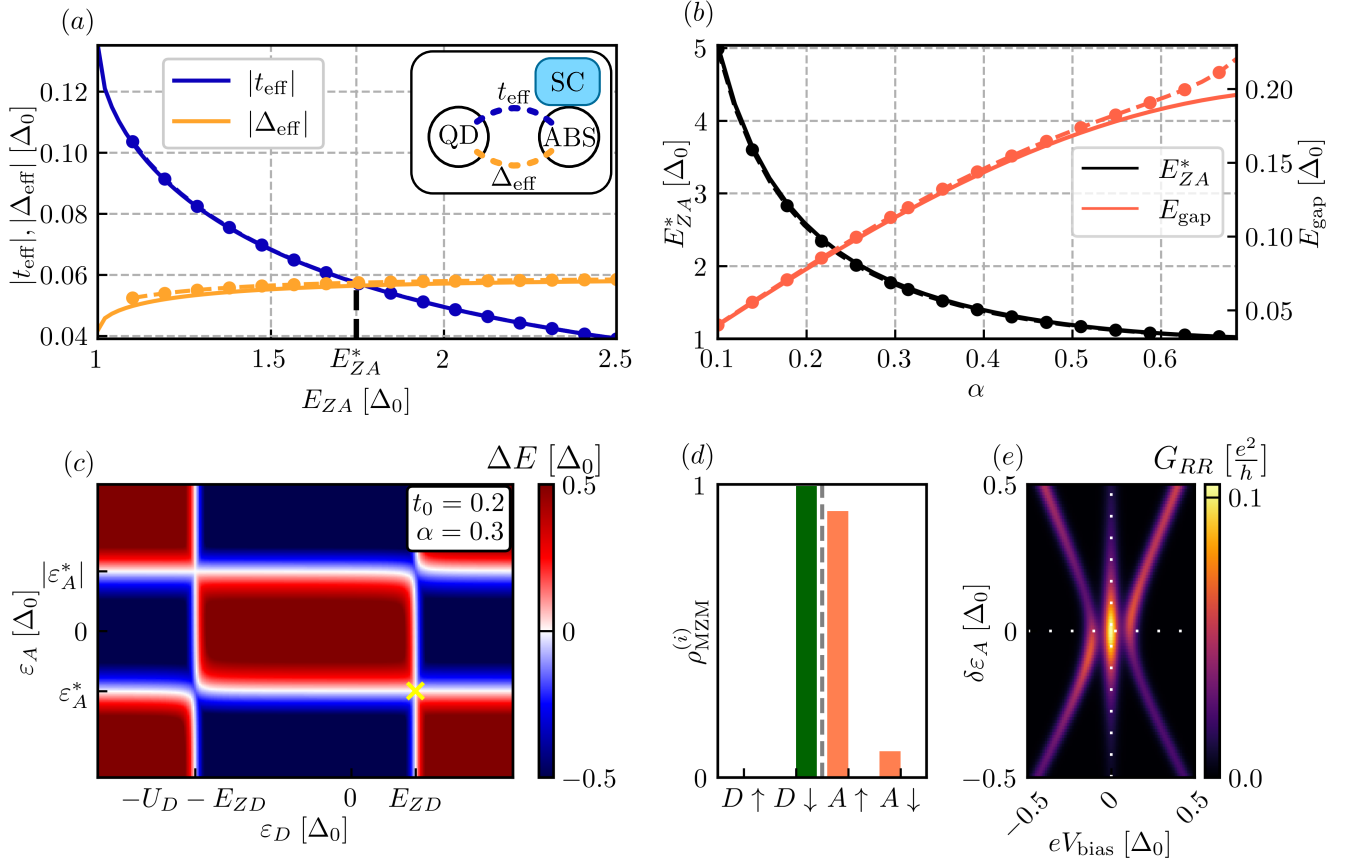 (a)
|t_eff|, |Δ_eff| [Δ_0]
0.12
0.10
0.08
0.06
0.04
|t_eff|
|Δ_eff|
SC
t_eff
QD
ABS
Δ_eff
1
1.5
E*_ZA
2
2.5
E_ZA [Δ_0]
(b)
E*_ZA [Δ_0]
5
4
3
2
1
E*_ZA
E_gap
0.20
0.15
0.10
0.05
E_gap [Δ_0]
0.1
0.2
0.3
0.4
0.5
0.6
α
(c)
ΔE [Δ_0]
t_0 = 0.2
α = 0.3
ε_A [Δ_0]
|ε*_A|
0
ε*_A
0.5
0
−0.5
−U_D − E_ZD
0
E_ZD
ε_D [Δ_0]
(d)
ρ^(i)_MZM
1
0
D ↑
D ↓
A ↑
A ↓
(e)
G_RR [e^2/h]
δε_A [Δ_0]
0.5
0
−0.5
0.1
0.0
−0.5
0
0.5
eV_bias [Δ_0]